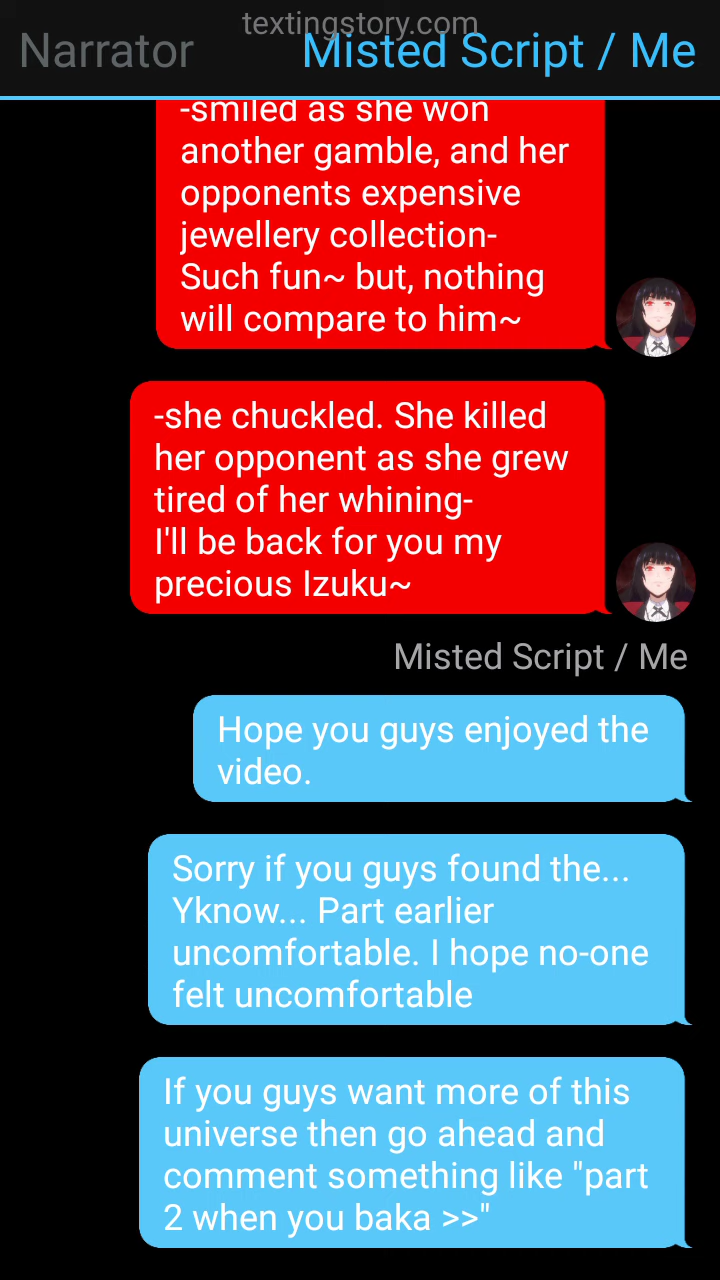 textingstory.com
Narrator
Misted Script / Me
-smiled as she won
another gamble, and her
opponents expensive
jewellery collection-
Such fun~ but, nothing
will compare to him~
-she chuckled. She killed
her opponent as she grew
tired of her whining-
I'll be back for you my
precious Izuku~
Misted Script / Me
Hope you guys enjoyed the
video.
Sorry if you guys found the...
Yknow... Part earlier
uncomfortable. I hope no-one
felt uncomfortable
If you guys want more of this
universe then go ahead and
comment something like "part
2 when you baka >>"